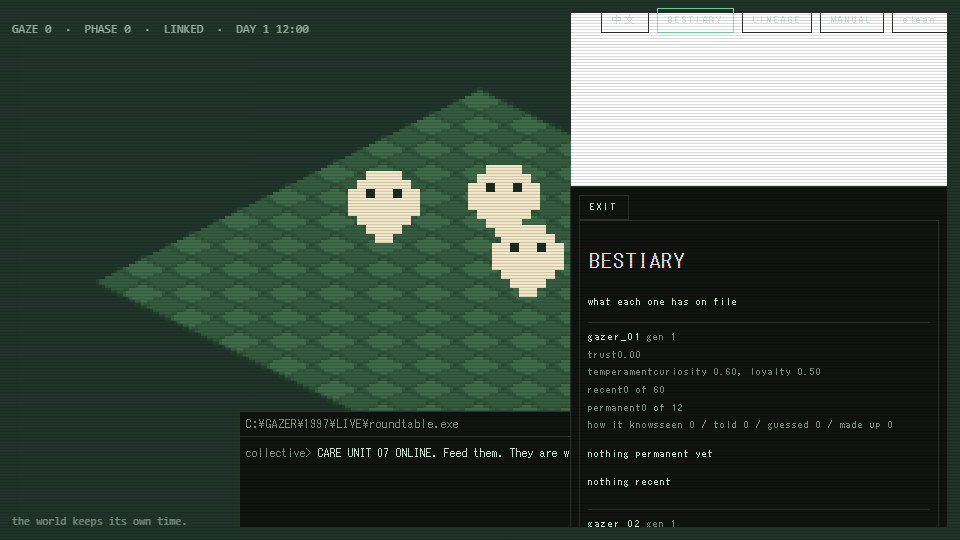 GAZE 0 · PHASE 0 · LINKED · DAY 1 12:00
中文 BESTIARY LINEAGE MANUAL clean
EXIT
BESTIARY
what each one has on file
gazer_01 gen 1
trust0.00
temperamentcuriosity 0.60, loyalty 0.50
recent0 of 60
permanent0 of 12
how it knowsseen 0 / told 0 / guessed 0 / made up 0
nothing permanent yet
nothing recent
gazer_02 gen 1
C:¥GAZER¥1997¥LIVE¥roundtable.exe
collective> CARE UNIT 07 ONLINE. Feed them. They are w
the world keeps its own time.